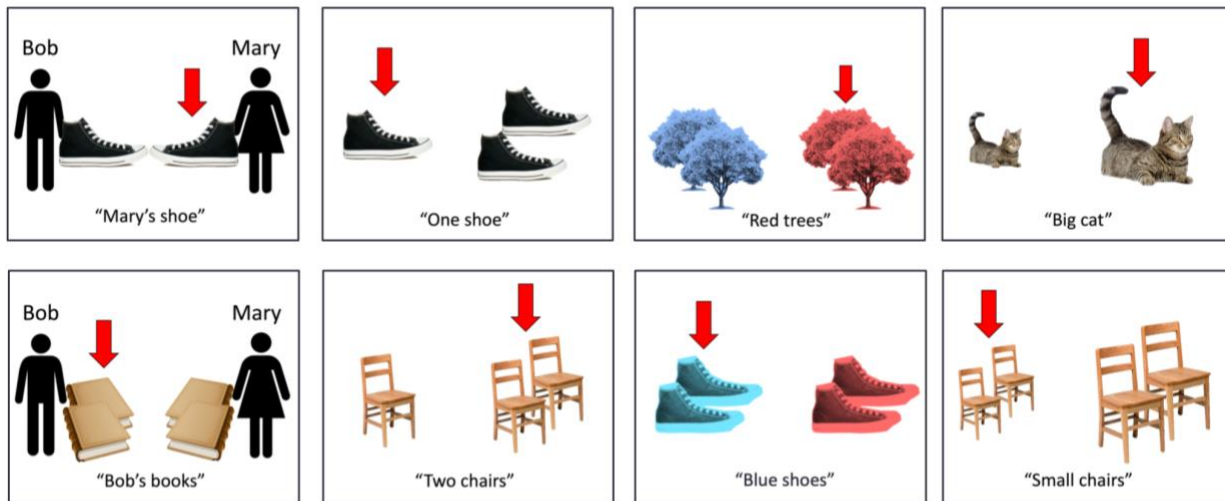 Bob Mary
“Mary’s shoe”
“One shoe”
“Red trees”
“Big cat”
Bob Mary
“Bob’s books”
“Two chairs”
“Blue shoes”
“Small chairs”